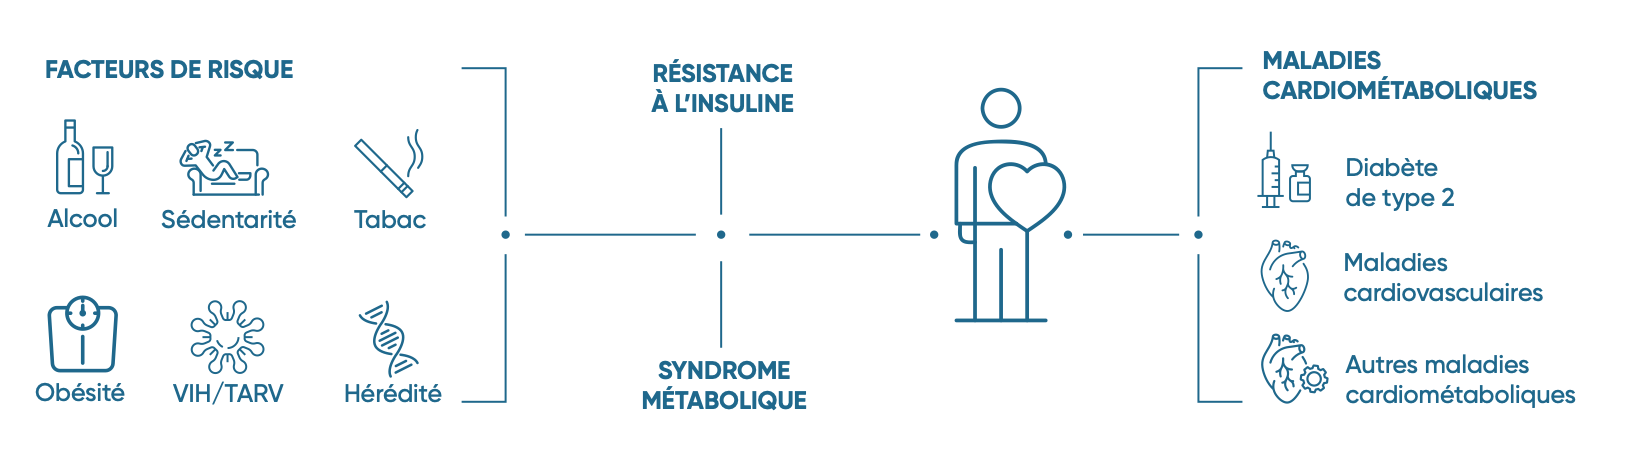 FACTEURS DE RISQUE
Alcool
Sédentarité
Tabac
Obésité
VIH/TARV
Hérédité
RÉSISTANCE
À L’INSULINE
SYNDROME
MÉTABOLIQUE
MALADIES
CARDIOMÉTABOLIQUES
Diabète
de type 2
Maladies
cardiovasculaires
Autres maladies
cardiométaboliques